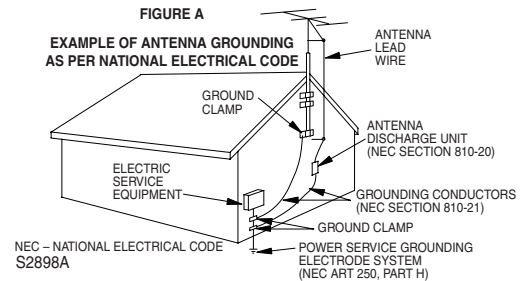 FIGURE A
EXAMPLE OF ANTENNA GROUNDING
AS PER NATIONAL ELECTRICAL CODE
ANTENNA
LEAD
WIRE
GROUND
CLAMP
ANTENNA
DISCHARGE UNIT
(NEC SECTION 810-20)
ELECTRIC
SERVICE
EQUIPMENT
GROUNDING CONDUCTORS
(NEC SECTION 810-21)
GROUND CLAMP
NEC – NATIONAL ELECTRICAL CODE
S2898A
POWER SERVICE GROUNDING
ELECTRODE SYSTEM
(NEC ART 250, PART H)